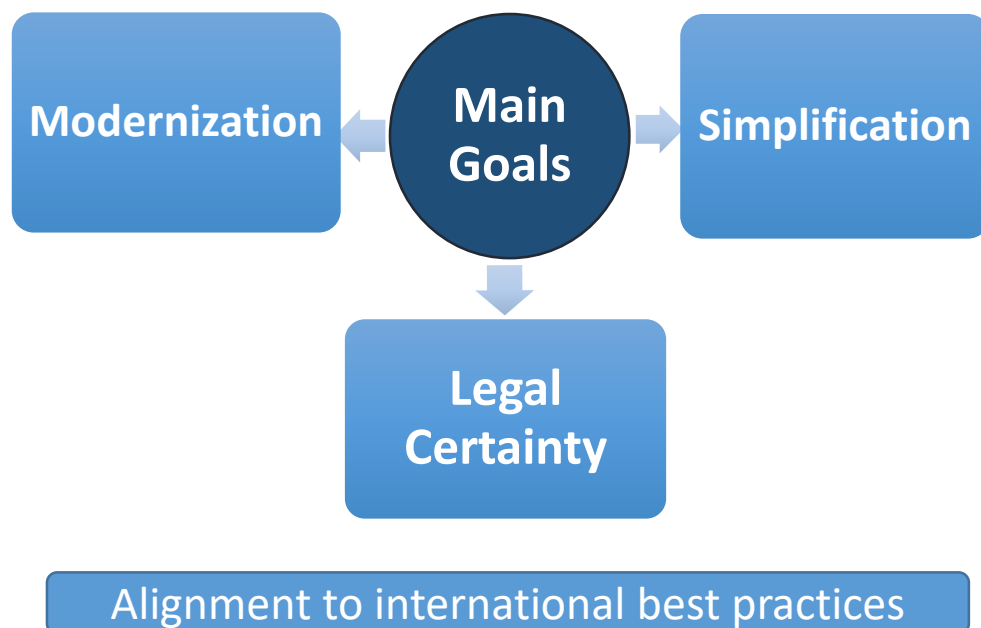 Modernization
Main
Goals
Simplification
Legal
Certainty
Alignment to international best practices